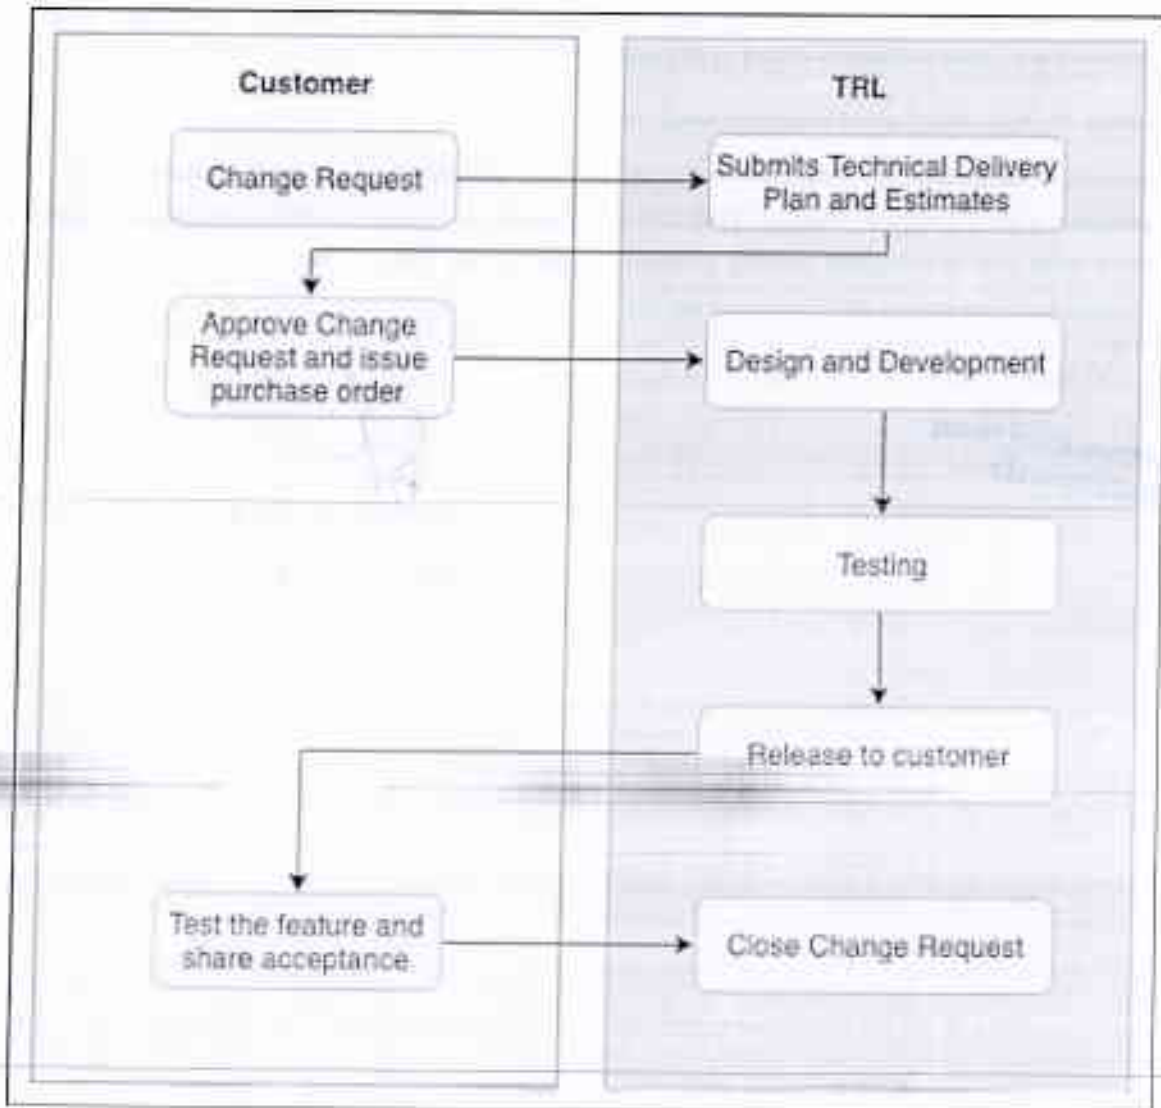 Customer
TRL
Change Request
Submits Technical Delivery
Plan and Estimates
Approve Change
Request and issue
purchase order
Design and Development
Testing
Release to customer
Test the feature and
share acceptance
Close Change Request